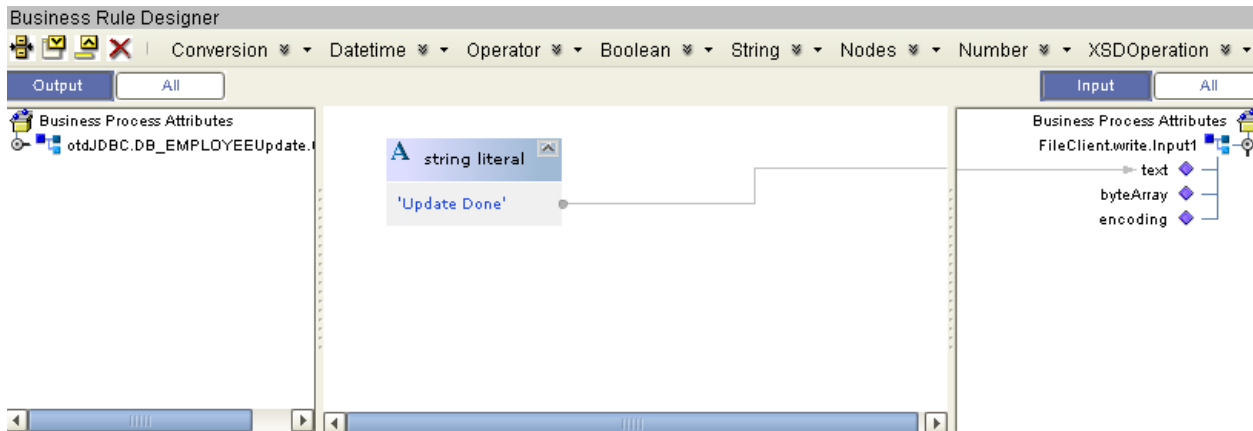 Business Rule Designer
Conversion Datetime Operator Boolean String Nodes Number XSDOperation
Output All Input All
Business Process Attributes
otdJDBC.DB_EMPLOYEEUpdate.
A string literal
'Update Done'
Business Process Attributes
FileClient.write.Input1
text
byteArray
encoding